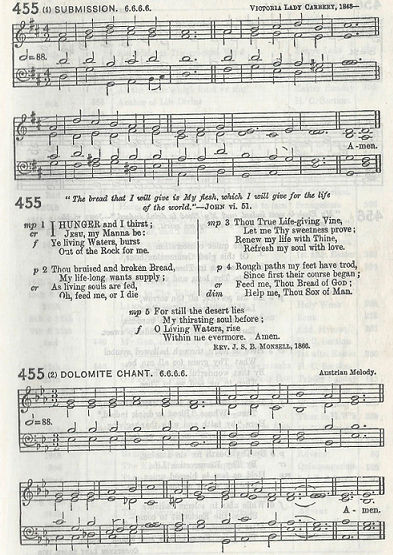 455 (1) SUBMISSION. 6.6.6.6. VICTORIA LADY CARBERY, 1843—
♩=88.
A-men.
455
"The bread that I will give is My flesh, which I will give for the life
of the world."—JOHN vi. 51.
mp 1 I HUNGER and I thirst;
cr Jesu, my Manna be;
f Ye living Waters, burst
Out of the Rock for me.
p 2 Thou bruised and broken Bread,
My life-long wants supply;
cr As living souls are fed,
Oh, feed me, or I die
mp 3 Thou True Life-giving Vine,
Let me Thy sweetness prove;
Renew my life with Thine,
Refresh my soul with love.
p 4 Rough paths my feet have trod,
Since first their course began;
cr Feed me, Thou Bread of GOD;
dim Help me, Thou SON of MAN.
mp 5 For still the desert lies
My thirsting soul before;
f O Living Waters, rise
Within me evermore. Amen.
REV. J. S. B. MONSELL, 1866.
455 (2) DOLOMITE CHANT. 6.6.6.6. Austrian Melody.
♩=88.
A - men.